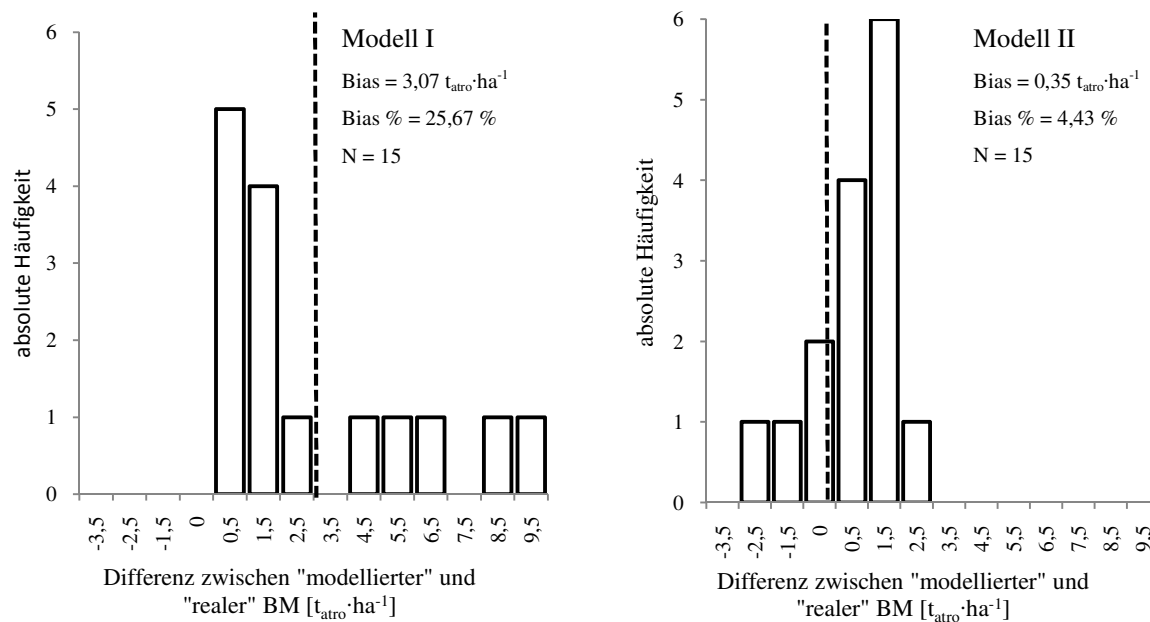 Modell I
Bias = 3,07 t_atro·ha⁻¹
Bias % = 25,67 %
N = 15
absolute Häufigkeit
6
5
4
3
2
1
0
-3,5 -2,5 -1,5 0 0,5 1,5 2,5 3,5 4,5 5,5 6,5 7,5 8,5 9,5
Differenz zwischen "modellierter" und
"realer" BM [t_atro·ha⁻¹]
Modell II
Bias = 0,35 t_atro·ha⁻¹
Bias % = 4,43 %
N = 15
absolute Häufigkeit
6
5
4
3
2
1
0
-3,5 -2,5 -1,5 0 0,5 1,5 2,5 3,5 4,5 5,5 6,5 7,5 8,5 9,5
Differenz zwischen "modellierter" und
"realer" BM [t_atro·ha⁻¹]